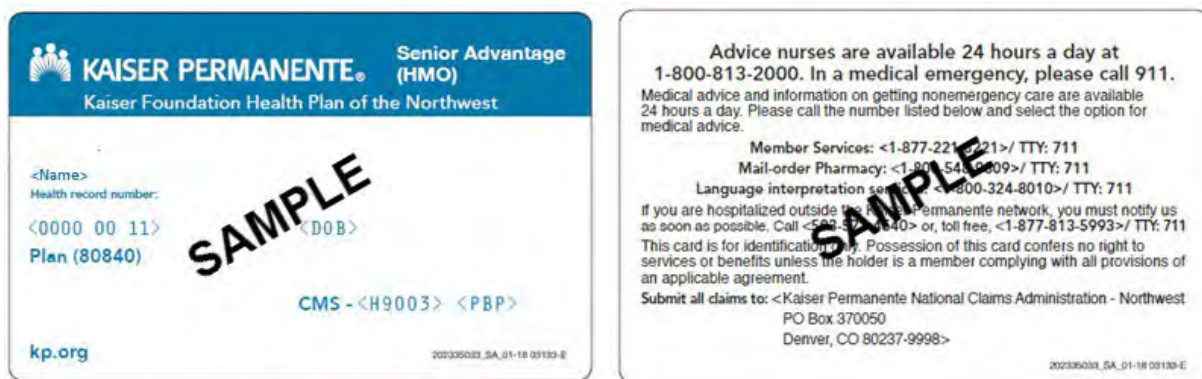 KAISER PERMANENTE®
Senior Advantage
(HMO)
Kaiser Foundation Health Plan of the Northwest
<Name>
Health record number:
<0000 00 11>
<DOB>
Plan (80840)
SAMPLE
CMS - <H9003> <PBP>
kp.org
202335033_SA_01-18 03133-E
Advice nurses are available 24 hours a day at
1-800-813-2000. In a medical emergency, please call 911.
Medical advice and information on getting nonemergency care are available
24 hours a day. Please call the number listed below and select the option for
medical advice.
Member Services: / TTY: 711
Mail-order Pharmacy: / TTY: 711
Language interpretation / TTY: 711
SAMPLE
If you are hospitalized outside the Permanente network, you must notify us
as soon as possible. Call or, toll free, <1-877-813-5993>/ TTY: 711
This card is for identification Possession of this card confers no right to
services or benefits unless the holder is a member complying with all provisions of
an applicable agreement.
Submit all claims to: <Kaiser Permanente National Claims Administration - Northwest
PO Box 370050
Denver, CO 80237-9998>
202335033_SA_01-18 03133-E